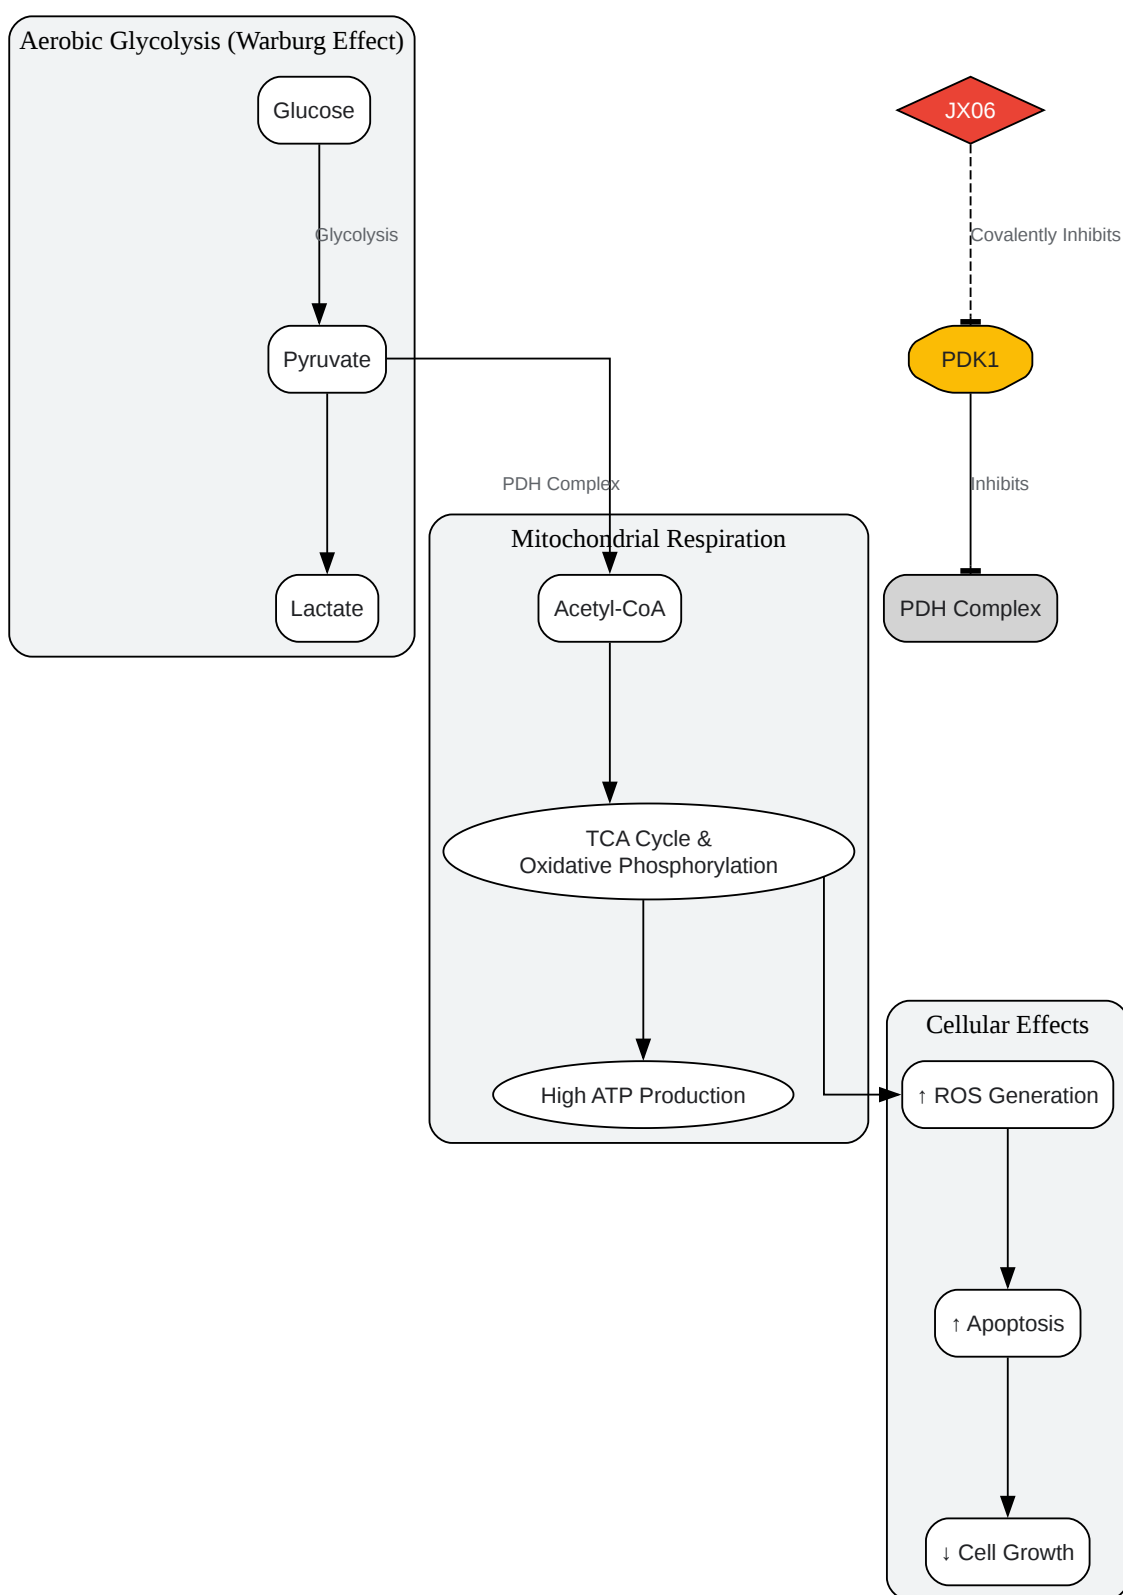 Aerobic Glycolysis (Warburg Effect)
Glucose
JX06
Glycolysis
Covalently Inhibits
Pyruvate
PDK1
PDH Complex
Inhibits
Mitochondrial Respiration
Lactate
Acetyl-CoA
PDH Complex
TCA Cycle &
Oxidative Phosphorylation
Cellular Effects
High ATP Production
↑ ROS Generation
↑ Apoptosis
↓ Cell Growth